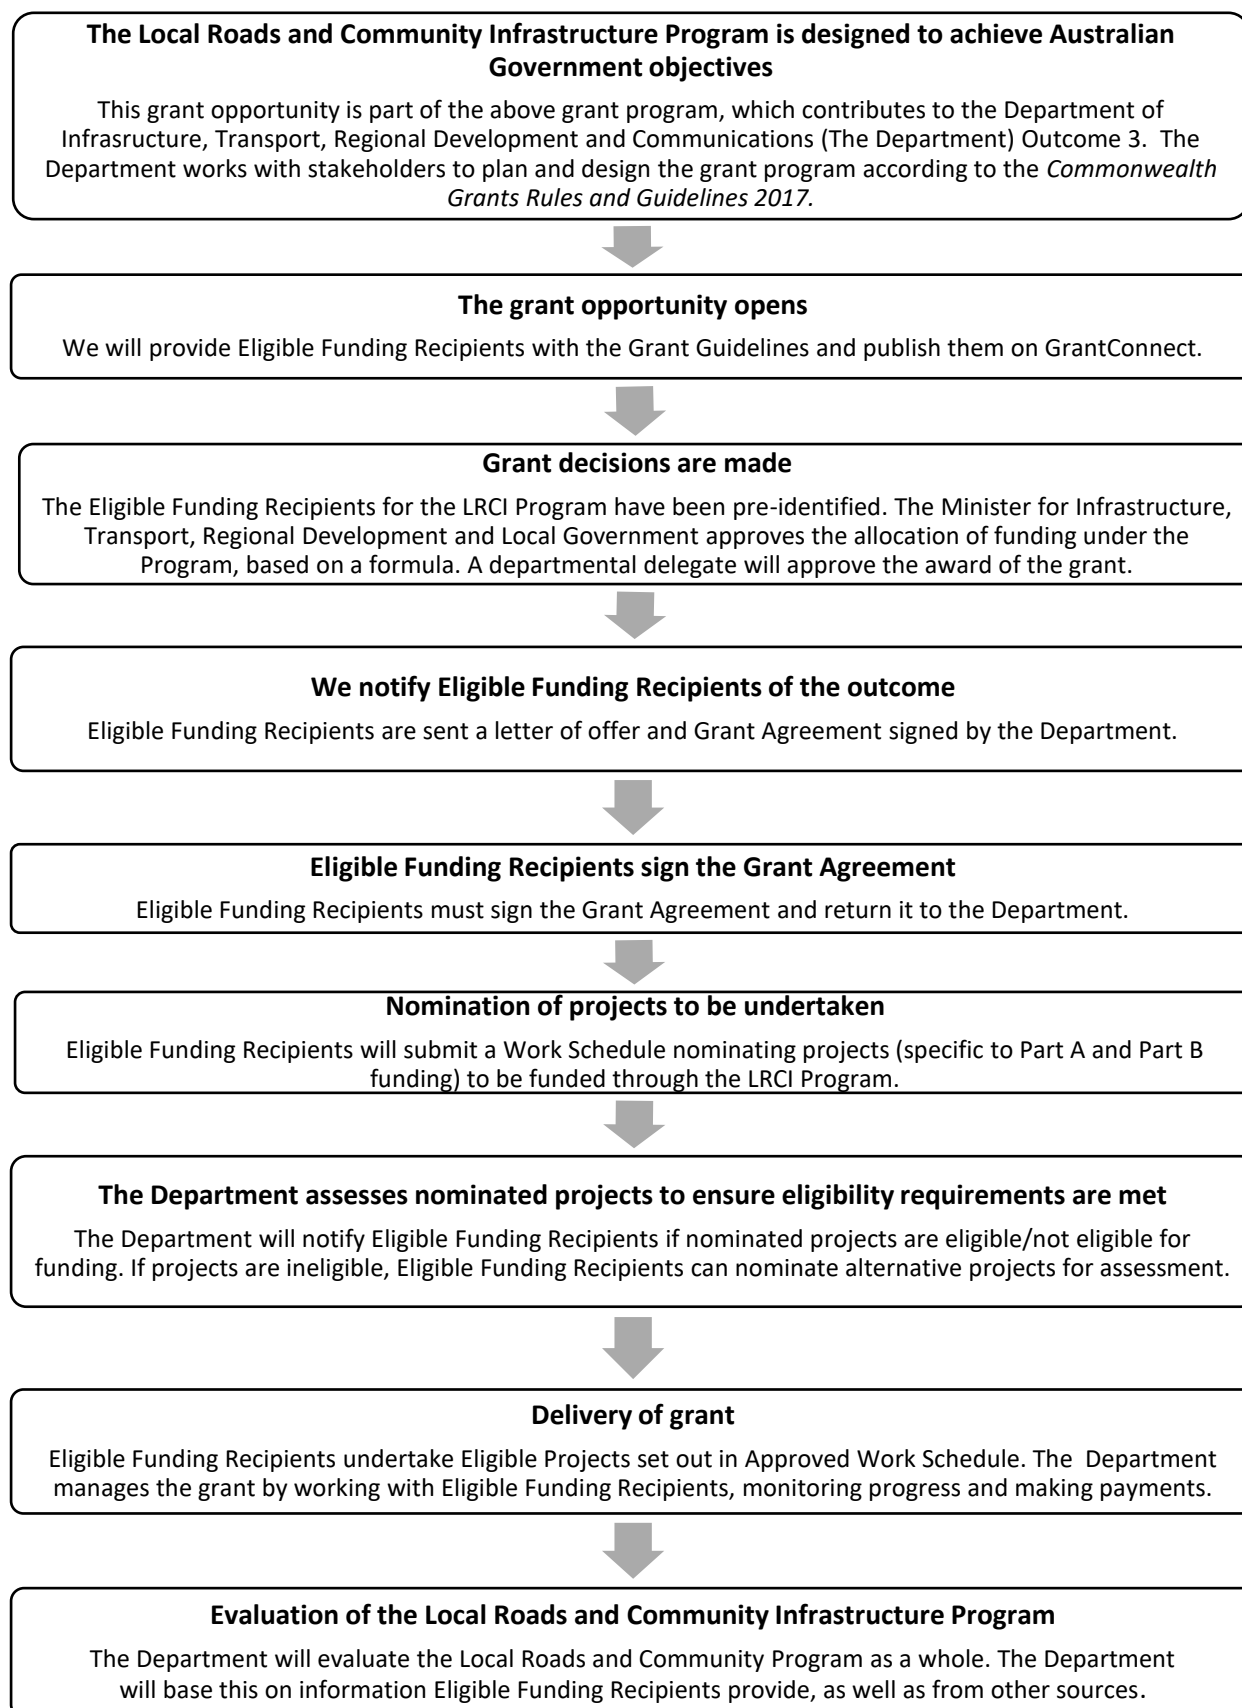 The Local Roads and Community Infrastructure Program is designed to achieve Australian
Government objectives
This grant opportunity is part of the above grant program, which contributes to the Department of
Infrasructure, Transport, Regional Development and Communications (The Department) Outcome 3.  The
Department works with stakeholders to plan and design the grant program according to the Commonwealth
Grants Rules and Guidelines 2017.
The grant opportunity opens
We will provide Eligible Funding Recipients with the Grant Guidelines and publish them on GrantConnect.
Grant decisions are made
The Eligible Funding Recipients for the LRCI Program have been pre-identified. The Minister for Infrastructure,
Transport, Regional Development and Local Government approves the allocation of funding under the
Program, based on a formula. A departmental delegate will approve the award of the grant.
We notify Eligible Funding Recipients of the outcome
Eligible Funding Recipients are sent a letter of offer and Grant Agreement signed by the Department.
Eligible Funding Recipients sign the Grant Agreement
Eligible Funding Recipients must sign the Grant Agreement and return it to the Department.
Nomination of projects to be undertaken
Eligible Funding Recipients will submit a Work Schedule nominating projects (specific to Part A and Part B
funding) to be funded through the LRCI Program.
The Department assesses nominated projects to ensure eligibility requirements are met
The Department will notify Eligible Funding Recipients if nominated projects are eligible/not eligible for
funding. If projects are ineligible, Eligible Funding Recipients can nominate alternative projects for assessment.
Delivery of grant
Eligible Funding Recipients undertake Eligible Projects set out in Approved Work Schedule. The  Department
manages the grant by working with Eligible Funding Recipients, monitoring progress and making payments.
Evaluation of the Local Roads and Community Infrastructure Program
The Department will evaluate the Local Roads and Community Program as a whole. The Department
will base this on information Eligible Funding Recipients provide, as well as from other sources.